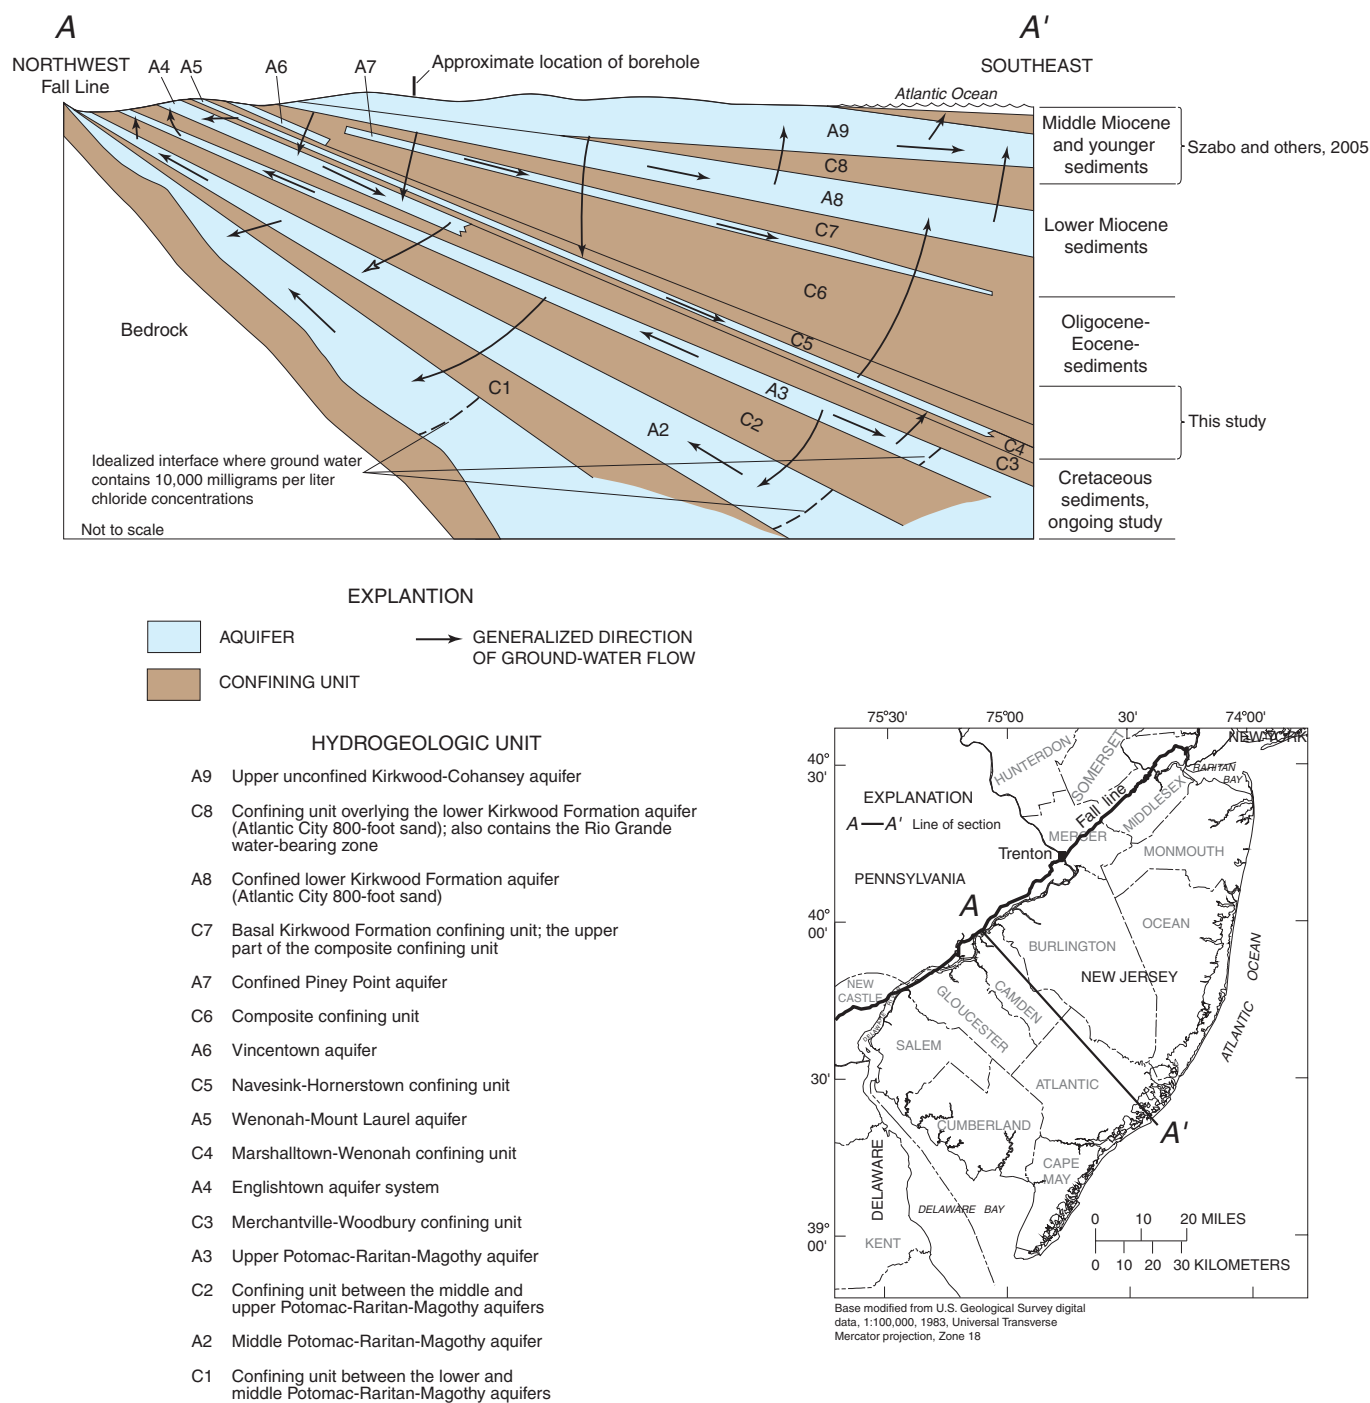 A
A'
NORTHWEST
Fall Line
A4
A5
A6
A7
Approximate location of borehole
SOUTHEAST
Atlantic Ocean
A9
C8
A8
C7
C6
C5
A3
C4
C3
C2
C1
A2
Bedrock
Middle Miocene
and younger
sediments
Szabo and others, 2005
Lower Miocene
sediments
Oligocene-
Eocene-
sediments
This study
Cretaceous
sediments,
ongoing study
Idealized interface where ground water
contains 10,000 milligrams per liter
chloride concentrations
Not to scale
EXPLANTION
AQUIFER
CONFINING UNIT
GENERALIZED DIRECTION
OF GROUND-WATER FLOW
HYDROGEOLOGIC UNIT
A9 Upper unconfined Kirkwood-Cohansey aquifer
C8 Confining unit overlying the lower Kirkwood Formation aquifer
(Atlantic City 800-foot sand); also contains the Rio Grande
water-bearing zone
A8 Confined lower Kirkwood Formation aquifer
(Atlantic City 800-foot sand)
C7 Basal Kirkwood Formation confining unit; the upper
part of the composite confining unit
A7 Confined Piney Point aquifer
C6 Composite confining unit
A6 Vincentown aquifer
C5 Navesink-Hornerstown confining unit
A5 Wenonah-Mount Laurel aquifer
C4 Marshalltown-Wenonah confining unit
A4 Englishtown aquifer system
C3 Merchantville-Woodbury confining unit
A3 Upper Potomac-Raritan-Magothy aquifer
C2 Confining unit between the middle and
upper Potomac-Raritan-Magothy aquifers
A2 Middle Potomac-Raritan-Magothy aquifer
C1 Confining unit between the lower and
middle Potomac-Raritan-Magothy aquifers
75°30'
75°00'
30'
74°00'
40°
30'
40°
00'
30'
39°
00'
NEW YORK
HUNTERDON
SOMERSET
RARITAN
BAY
MIDDLESEX
Fall line
EXPLANATION
A — A' Line of section
MERCER
Trenton
MONMOUTH
PENNSYLVANIA
A
OCEAN
BURLINGTON
NEW JERSEY
ATLANTIC OCEAN
NEW
CASTLE
CAMDEN
GLOUCESTER
SALEM
ATLANTIC
CUMBERLAND
A'
CAPE
MAY
DELAWARE
DELAWARE BAY
KENT
0 10 20 MILES
0 10 20 30 KILOMETERS
Base modified from U.S. Geological Survey digital
data, 1:100,000, 1983, Universal Transverse
Mercator projection, Zone 18